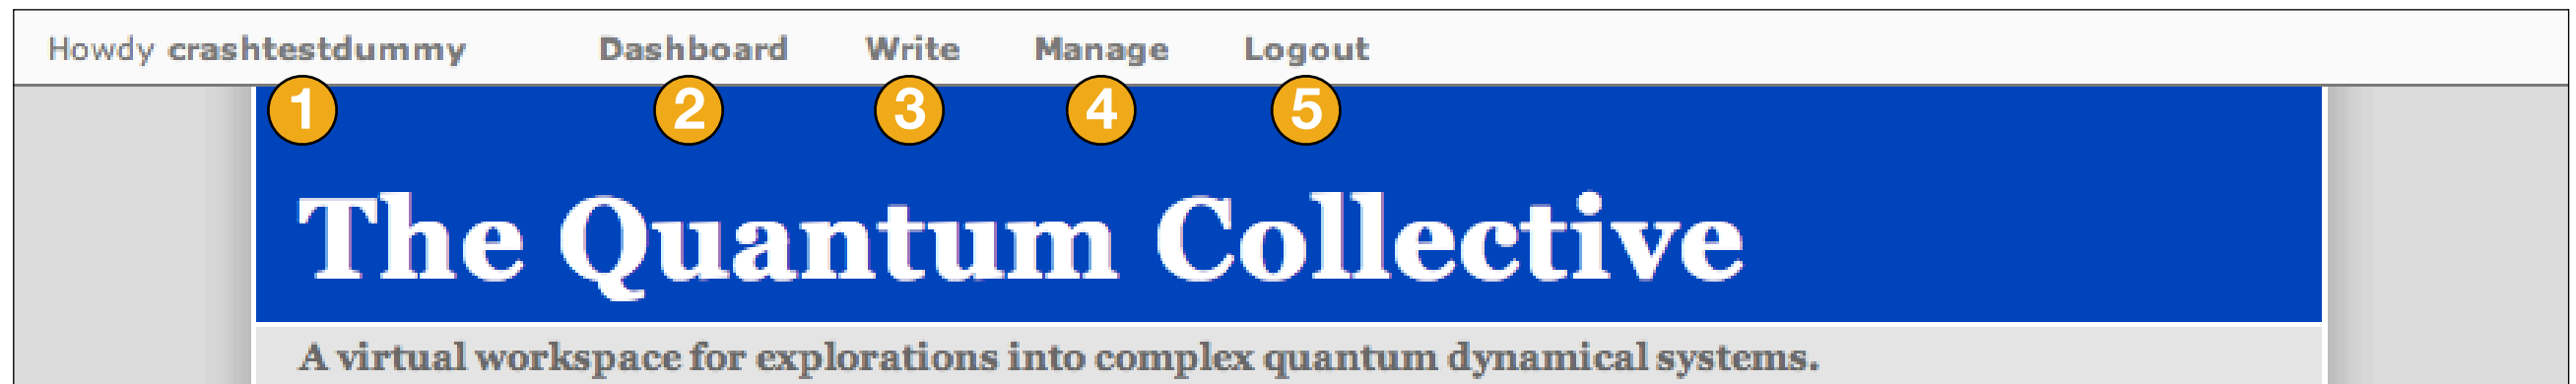 Howdy crashtestdummy Dashboard Write Manage Logout
1 2 3 4 5
The Quantum Collective
A virtual workspace for explorations into complex quantum dynamical systems.